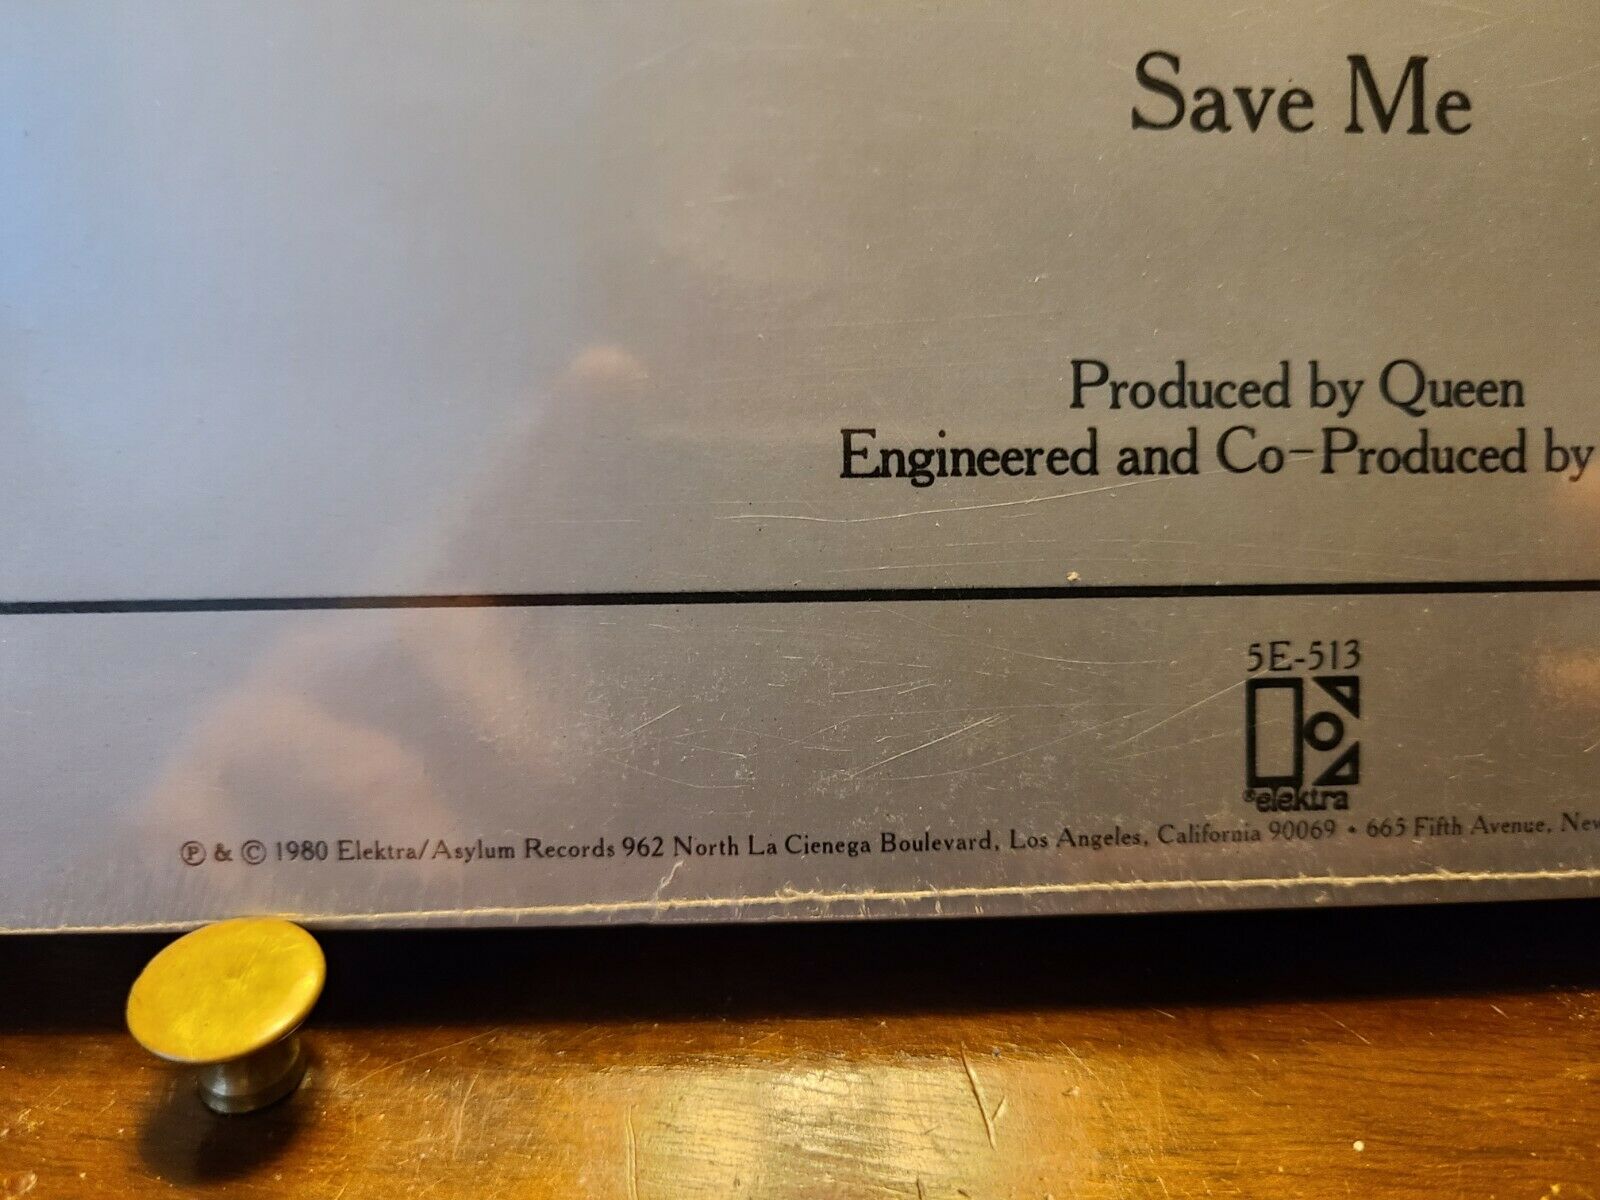 Save Me
Produced by Queen
Engineered and Co-Produced by
5E-513
elektra
℗ & © 1980 Elektra/Asylum Records 962 North La Cienega Boulevard, Los Angeles, California 90069 • 665 Fifth Avenue, New